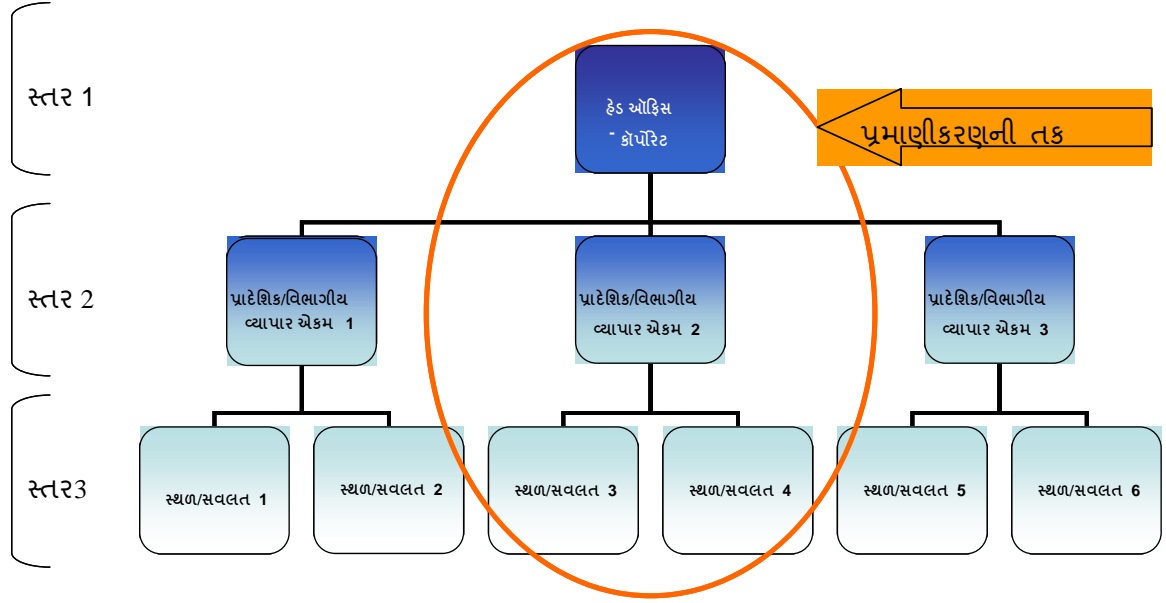 સ્તર 1
હેડ ઑફિસ
- કૉર્પોરેટ
પ્રમાણીકરણની તક
સ્તર 2
પ્રાદેશિક/વિભાગીય
વ્યાપાર એકમ 1
પ્રાદેશિક/વિભાગીય
વ્યાપાર એકમ 2
પ્રાદેશિક/વિભાગીય
વ્યાપાર એકમ 3
સ્તર3
સ્થળ/સવલત 1
સ્થળ/સવલત 2
સ્થળ/સવલત 3
સ્થળ/સવલત 4
સ્થળ/સવલત 5
સ્થળ/સવલત 6